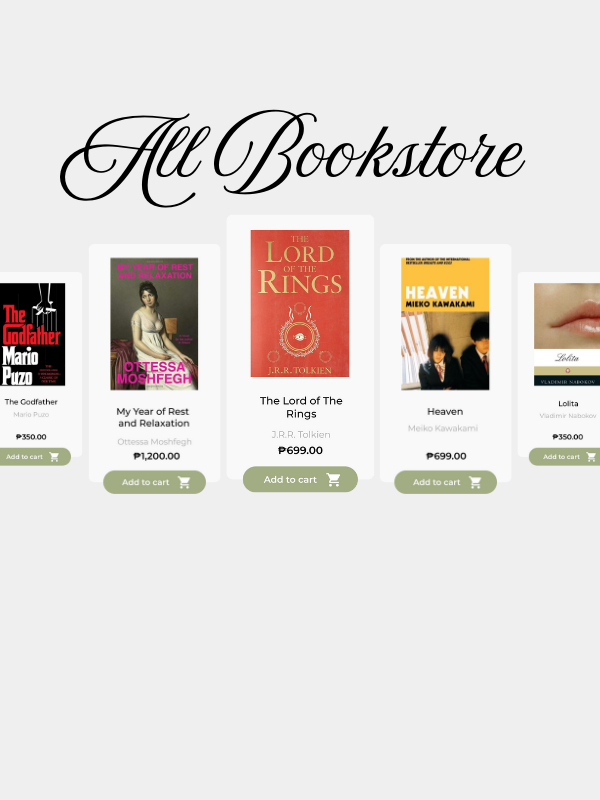 All Bookstore
The
Godfather
Mario
Puzo
The Godfather
Mario Puzo
₱350.00
Add to cart
MY YEAR OF REST
AND RELAXATION
OTTESSA
MOSHFEGH
My Year of Rest
and Relaxation
Ottessa Moshfegh
₱1,200.00
Add to cart
THE
LORD
OF THE
RINGS
J.R.R. TOLKIEN
The Lord of The
Rings
J.R.R. Tolkien
₱699.00
Add to cart
HEAVEN
MIEKO KAWAKAMI
Heaven
Meiko Kawakami
₱699.00
Add to cart
Lolita
VLADIMIR NABOKOV
Lolita
Vladimir Nabokov
₱350.00
Add to cart